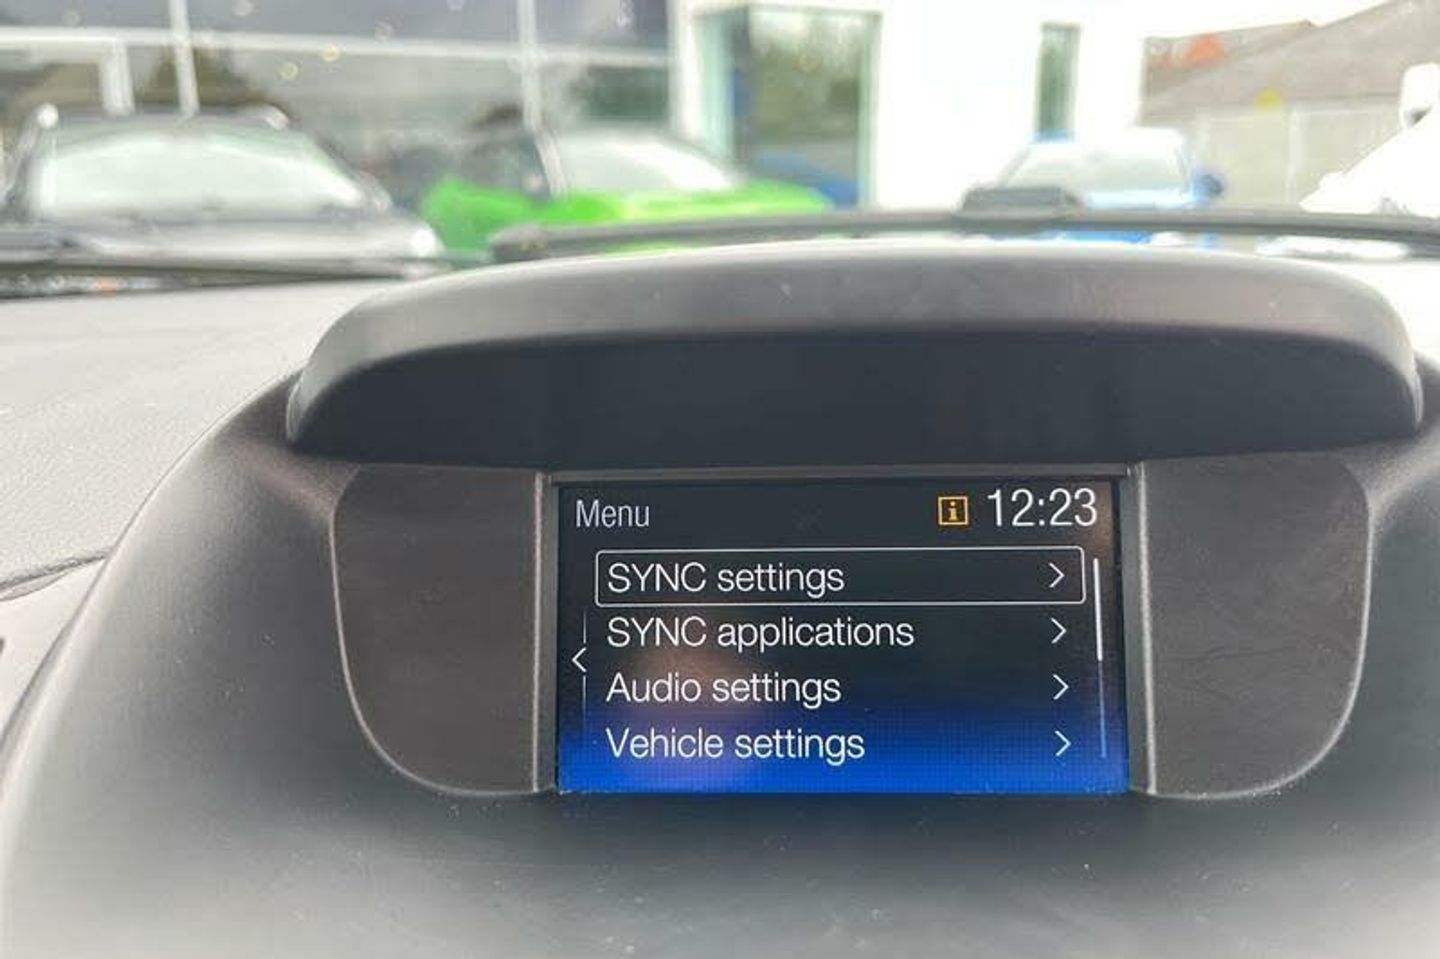 Menu i 12:23
SYNC settings
SYNC applications
Audio settings
Vehicle settings